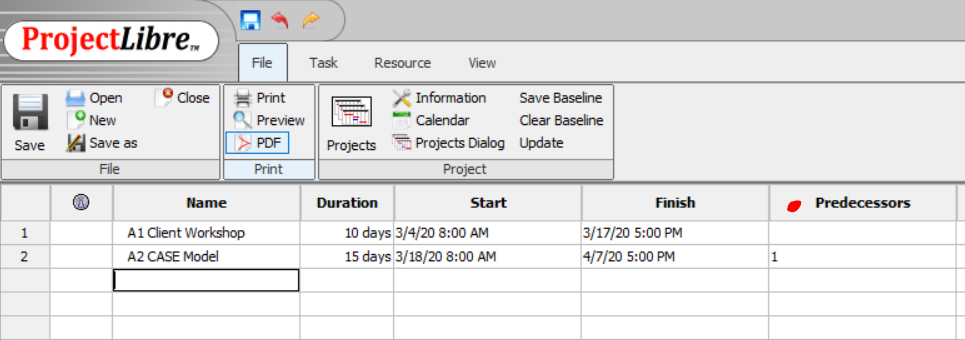 ProjectLibre TM
File Task Resource View
Save
Open
New
Save as
Close
File
Print
Preview
PDF
Print
Projects
Information
Calendar
Projects Dialog
Save Baseline
Clear Baseline
Update
Project
Name Duration Start Finish Predecessors
1 A1 Client Workshop 10 days 3/4/20 8:00 AM 3/17/20 5:00 PM
2 A2 CASE Model 15 days 3/18/20 8:00 AM 4/7/20 5:00 PM 1